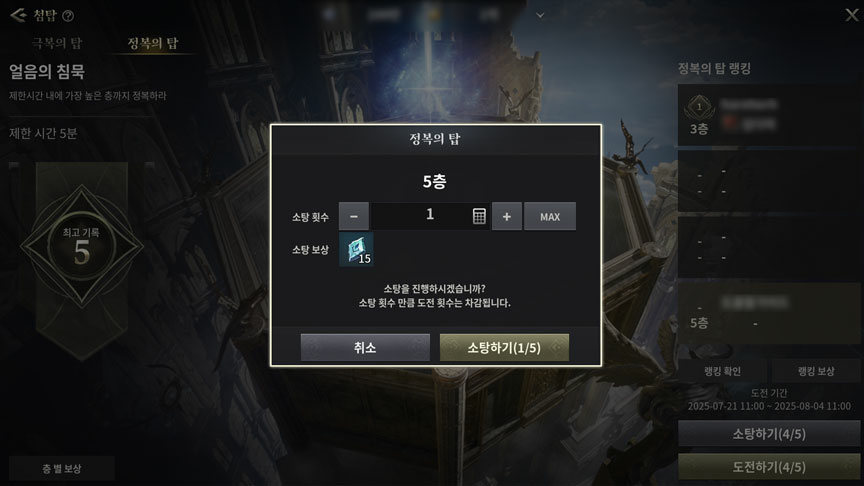 첨탑 ?
극복의 탑
정복의 탑
얼음의 침묵
제한시간 내에 가장 높은 층까지 정복하라
제한 시간 5분
최고 기록
5
층 별 보상
정복의 탑
5층
소탕 횟수
- 1 + MAX
소탕 보상
15
소탕을 진행하시겠습니까?
소탕 횟수 만큼 도전 횟수는 차감됩니다.
취소
소탕하기(1/5)
정복의 탑 랭킹
1
3층
- -
- -
- -
- -
-
5층 -
랭킹 확인
랭킹 보상
도전 기간
2025-07-21 11:00 ~ 2025-08-04 11:00
소탕하기(4/5)
도전하기(4/5)